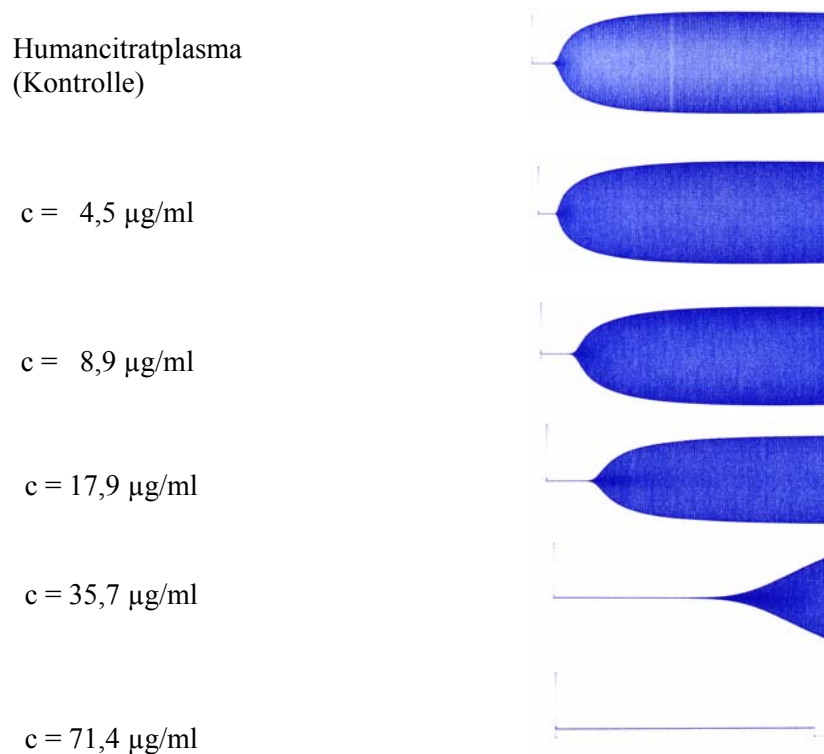 Humancitratplasma
(Kontrolle)
c = 4,5 µg/ml
c = 8,9 µg/ml
c = 17,9 µg/ml
c = 35,7 µg/ml
c = 71,4 µg/ml